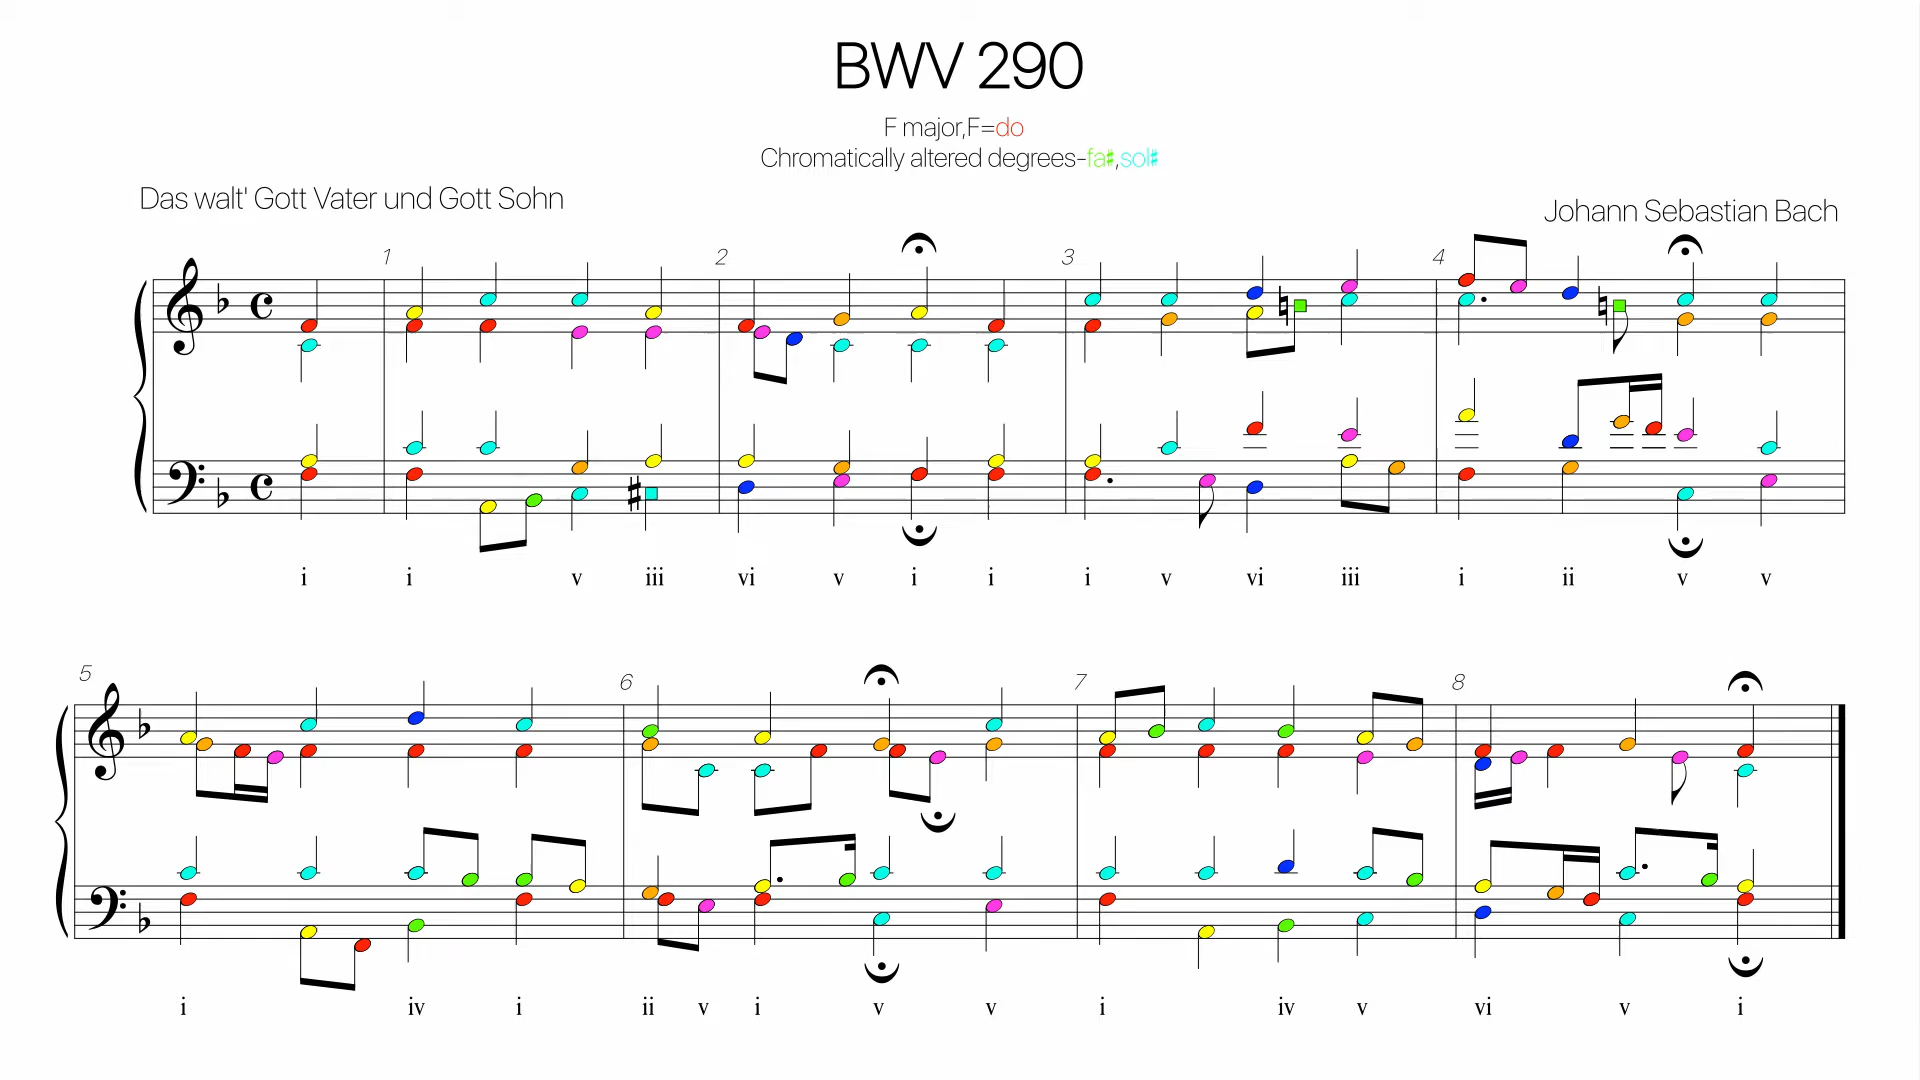 BWV 290
F major,F=do
Chromatically altered degrees-fa♯,sol♯
Das walt' Gott Vater und Gott Sohn
Johann Sebastian Bach
1 2 3 4
i i v iii vi v i i i v vi iii i ii v v
5 6 7 8
i iv i ii v i v v i iv v vi v i